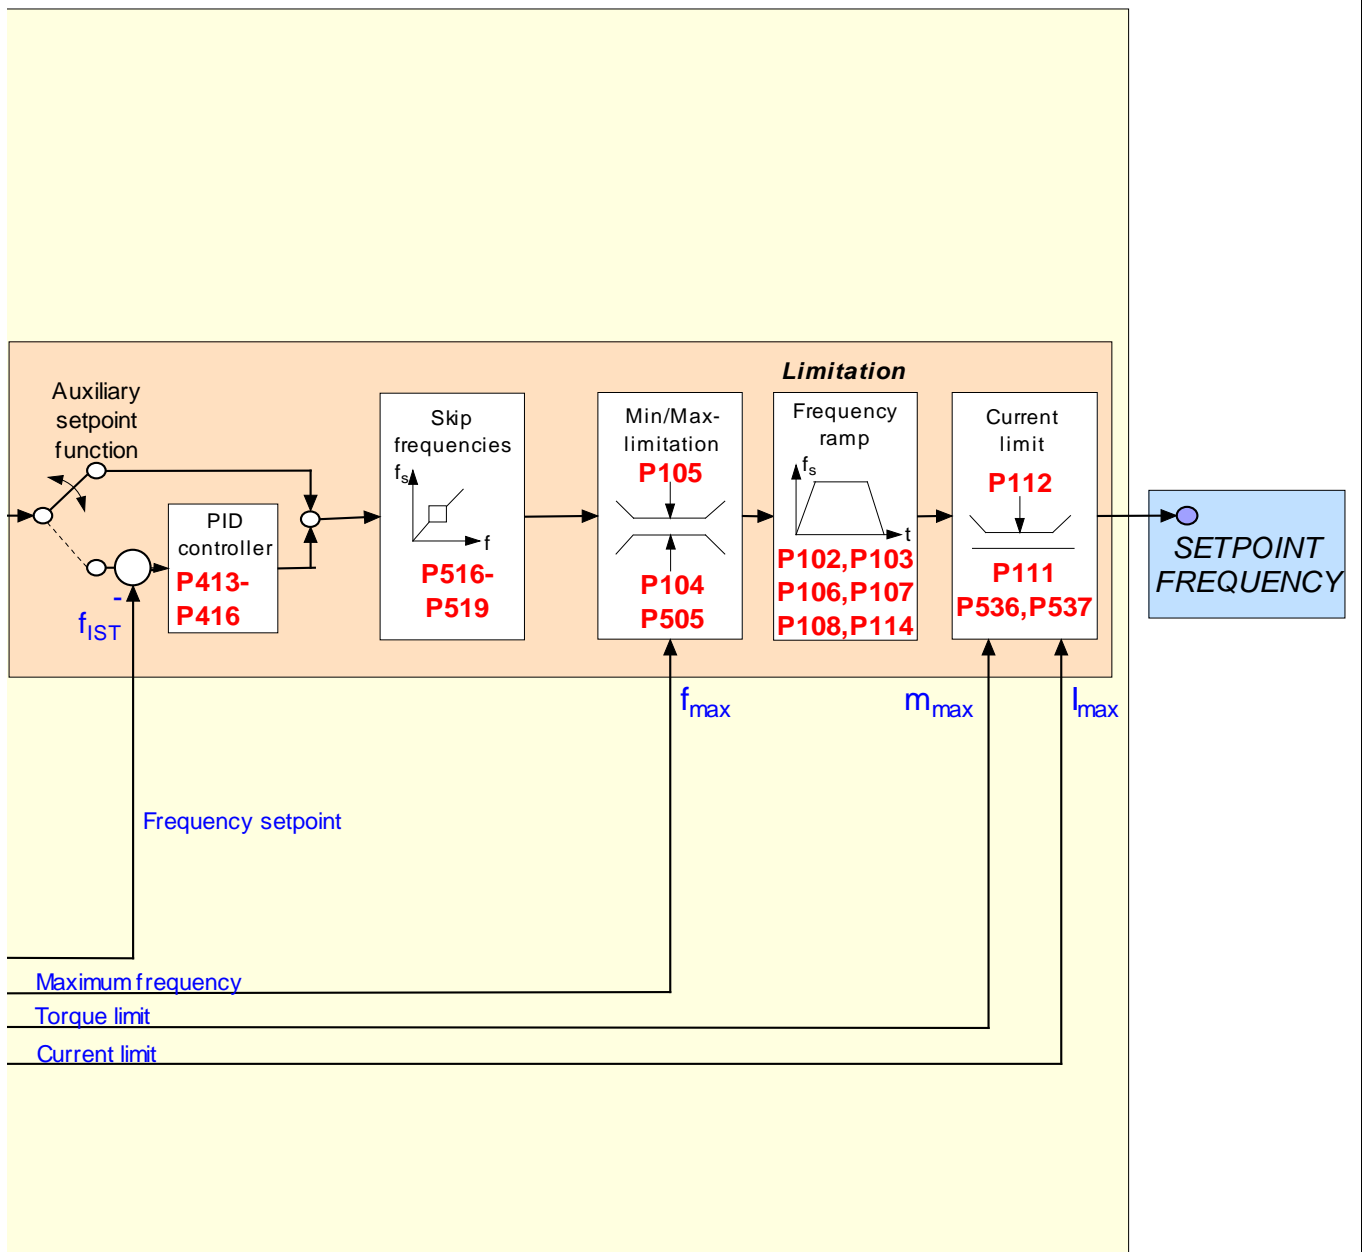 Limitation
Auxiliary
setpoint
function
PID
controller
P413-
P416
-
fIST
Skip
frequencies
fs
f
P516-
P519
Min/Max-
limitation
P105
P104
P505
Frequency
ramp
fs
t
P102,P103
P106,P107
P108,P114
Current
limit
P112
P111
P536,P537
SETPOINT
FREQUENCY
fmax
mmax
Imax
Frequency setpoint
Maximum frequency
Torque limit
Current limit